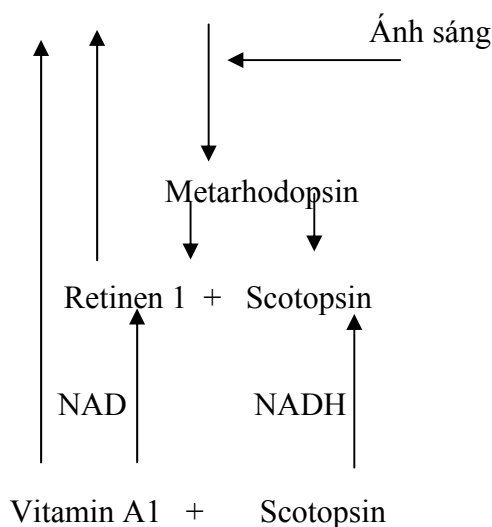 Ánh sáng
Metarhodopsin
Retinen 1 + Scotopsin
NAD NADH
Vitamin A1 + Scotopsin